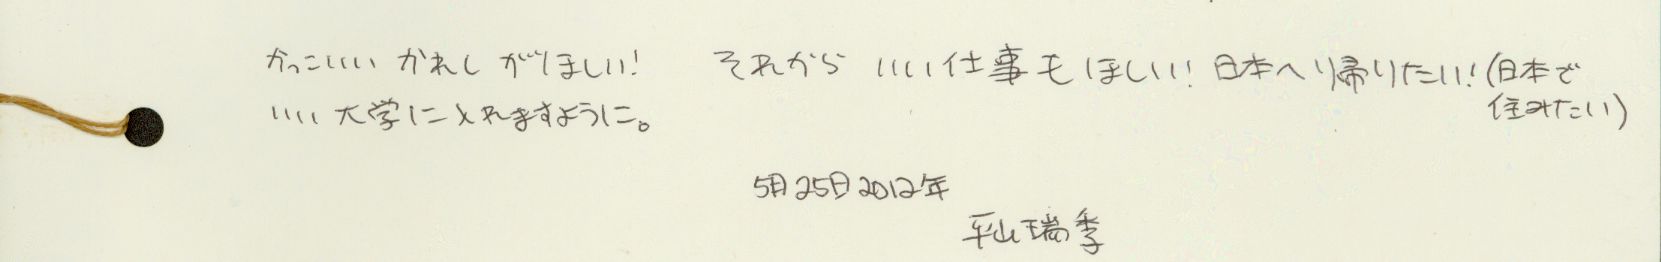 かっこいい かれし がほしい! それから いい仕事もほしい! 日本へ帰りたい!(日本で
住みたい)
いい大学に入れますように。
5月25日2012年
平山瑞季